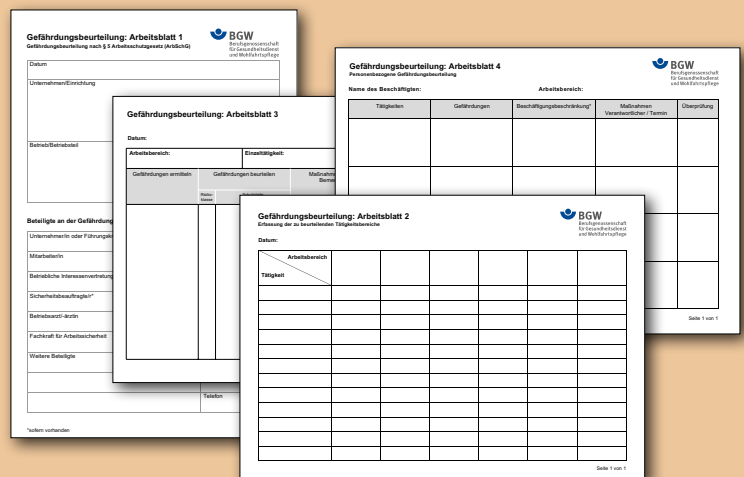 Gefährdungsbeurteilung: Arbeitsblatt 1
Gefährdungsbeurteilung nach § 5 Arbeitsschutzgesetz (ArbSchG)
BGW
Berufsgenossenschaft
für Gesundheitsdienst
und Wohlfahrtspflege
Datum
Unternehmen/Einrichtung
Betrieb/Betriebsteil
Beteiligte an der Gefährdung
Unternehmer/in oder Führungskr
Mitarbeiter/in
Betriebliche Interessenvertretung
Sicherheitsbeauftragte/r*
Betriebsarzt/-ärztin
Fachkraft für Arbeitssicherheit
Weitere Beteiligte
Telefon
*sofern vorhanden
Gefährdungsbeurteilung: Arbeitsblatt 3
Datum:
Arbeitsbereich: Einzeltätigkeit:
Gefährdungen ermitteln Gefährdungen beurteilen Maßnahme
Beme
Risiko-
klasse
Gefährdungsbeurteilung: Arbeitsblatt 4
Personenbezogene Gefährdungsbeurteilung
BGW
Berufsgenossenschaft
für Gesundheitsdienst
und Wohlfahrtspflege
Name des Beschäftigten: Arbeitsbereich:
Tätigkeiten Gefährdungen Beschäftigungsbeschränkung* Maßnahmen Überprüfung
Verantwortlicher / Termin
Seite 1 von 1
Gefährdungsbeurteilung: Arbeitsblatt 2
Erfassung der zu beurteilenden Tätigkeitsbereiche
BGW
Berufsgenossenschaft
für Gesundheitsdienst
und Wohlfahrtspflege
Datum:
Arbeitsbereich
Tätigkeit
Seite 1 von 1